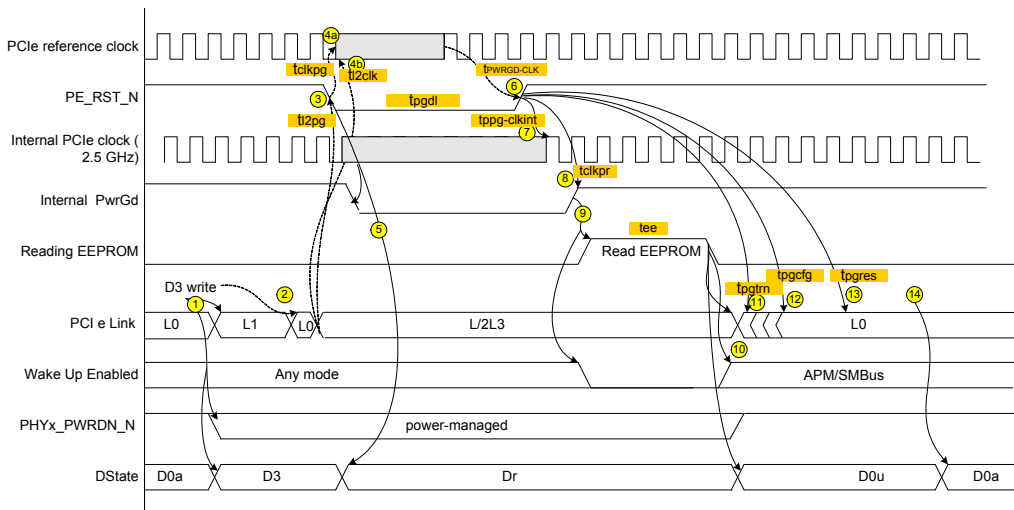 PCIe reference clock
4a
4b
tclkpg
tl2clk
tPWRGD-CLK
PE_RST_N
3
tpgdl
6
tl2pg
tppg-clkint
Internal PCIe clock (
2.5 GHz)
7
tclkpr
Internal PwrGd
8
5
9
tee
Reading EEPROM
Read EEPROM
D3 write
1
2
tpgtrn
tpgcfg
tpgres
11
12
13
14
PCI e Link
L0
L1
L0
L/2L3
L0
10
Wake Up Enabled
Any mode
APM/SMBus
PHYx_PWRDN_N
power-managed
DState
D0a
D3
Dr
D0u
D0a